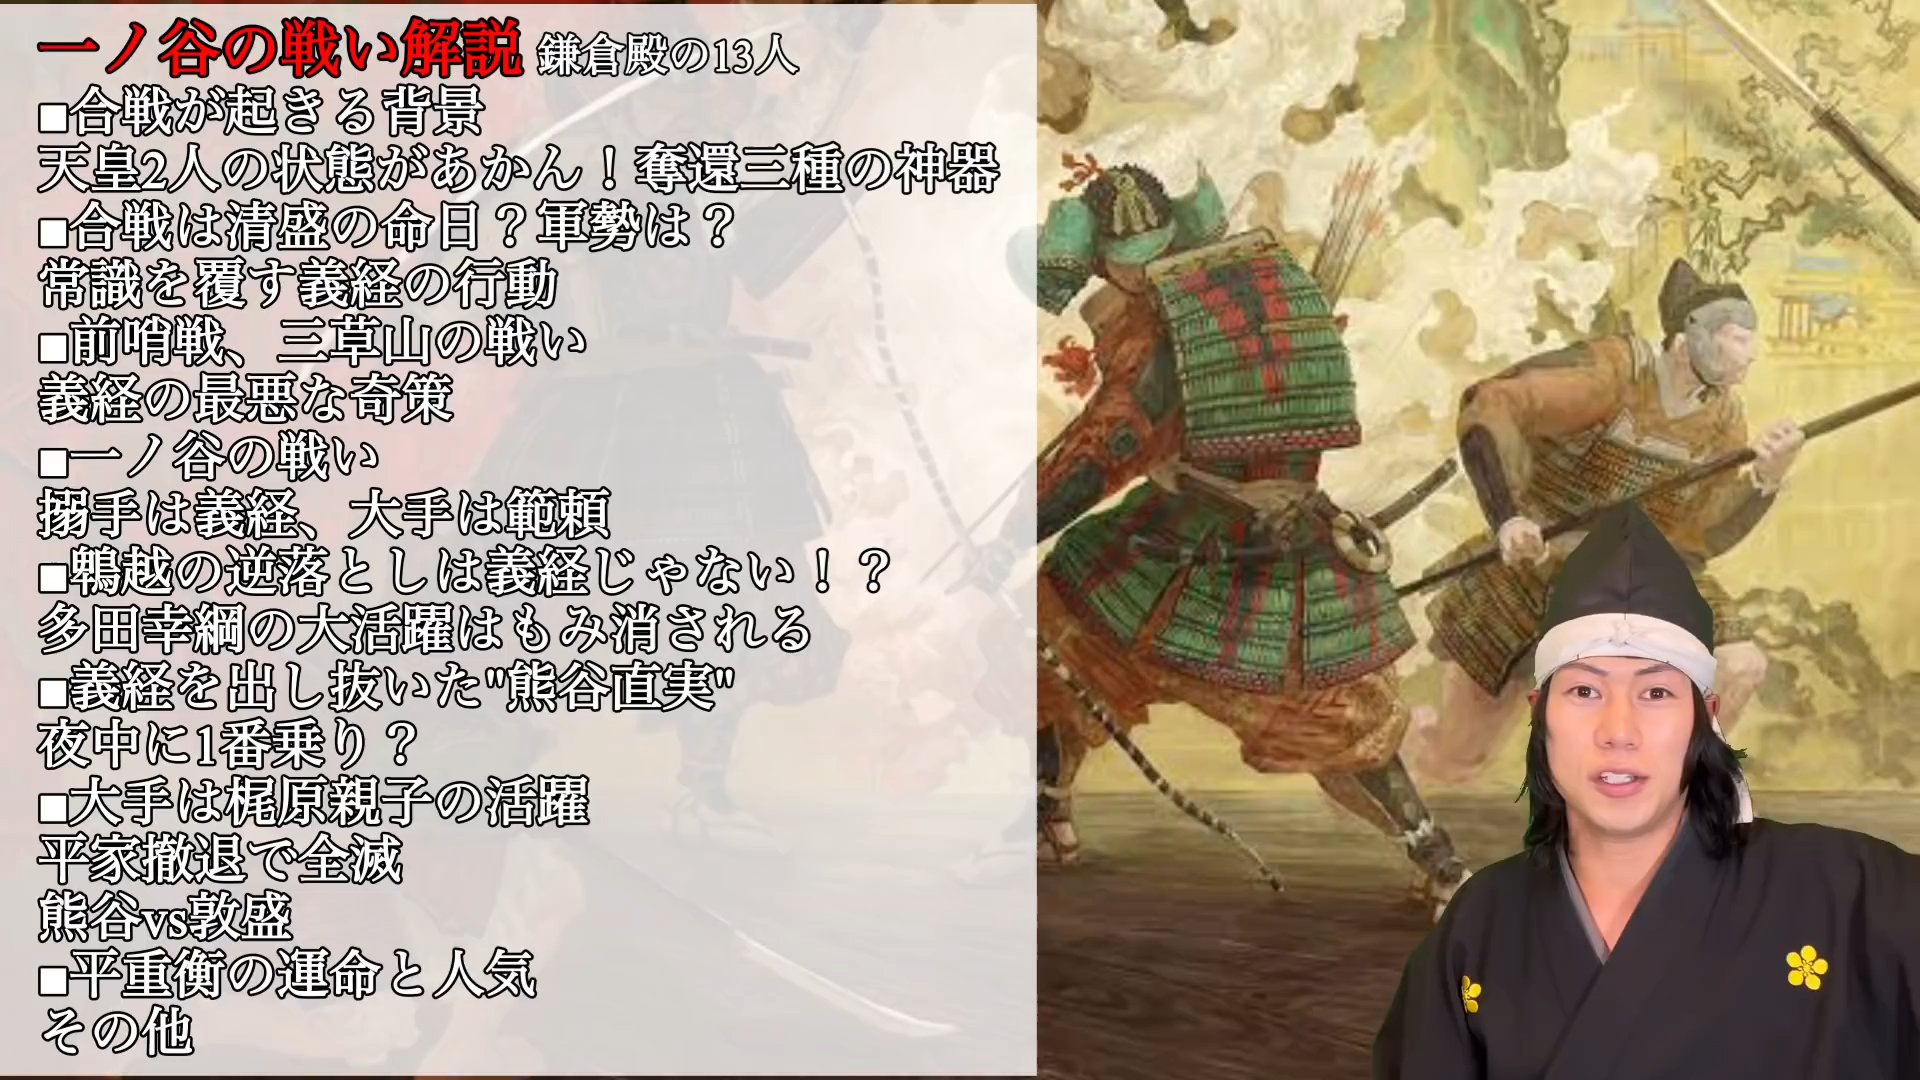 一ノ谷の戦い解説 鎌倉殿の13人
■合戦が起きる背景
天皇2人の状態があかん！奪還三種の神器
■合戦は清盛の命日？軍勢は？
常識を覆す義経の行動
■前哨戦、三草山の戦い
義経の最悪な奇策
■一ノ谷の戦い
搦手は義経、大手は範頼
■鵯越の逆落としは義経じゃない！？
多田幸綱の大活躍はもみ消される
■義経を出し抜いた"熊谷直実"
夜中に1番乗り？
■大手は梶原親子の活躍
平家撤退で全滅
熊谷vs敦盛
■平重衡の運命と人気
その他